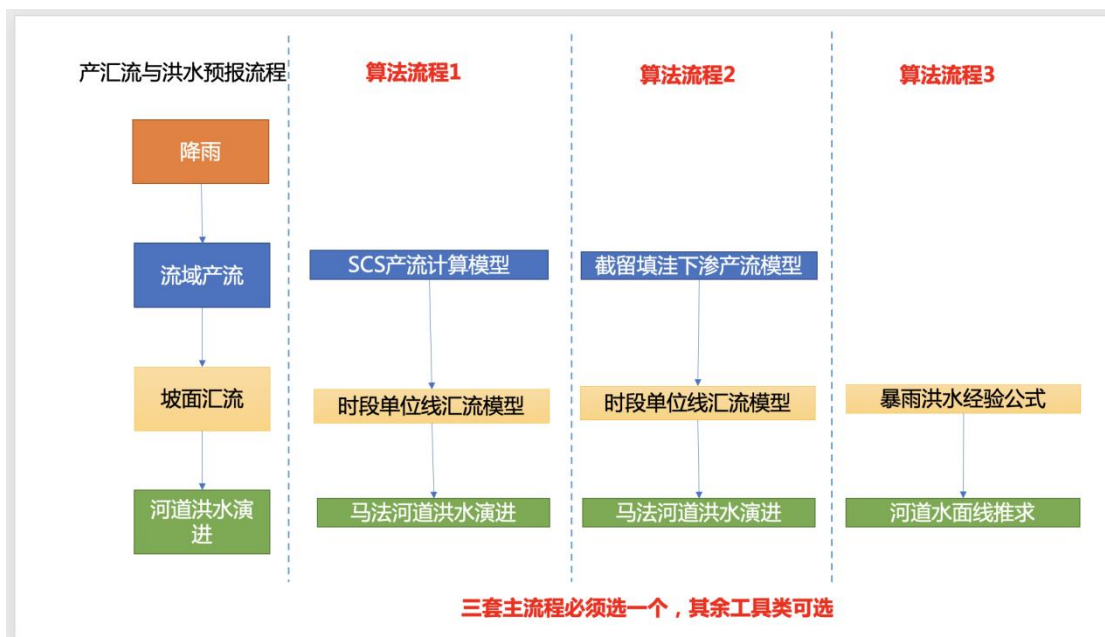 产汇流与洪水预报流程
算法流程1
算法流程2
算法流程3
降雨
流域产流
SCS产流计算模型
截留填洼下渗产流模型
坡面汇流
时段单位线汇流模型
时段单位线汇流模型
暴雨洪水经验公式
河道洪水演
进
马法河道洪水演进
马法河道洪水演进
河道水面线推求
三套主流程必须选一个，其余工具类可选